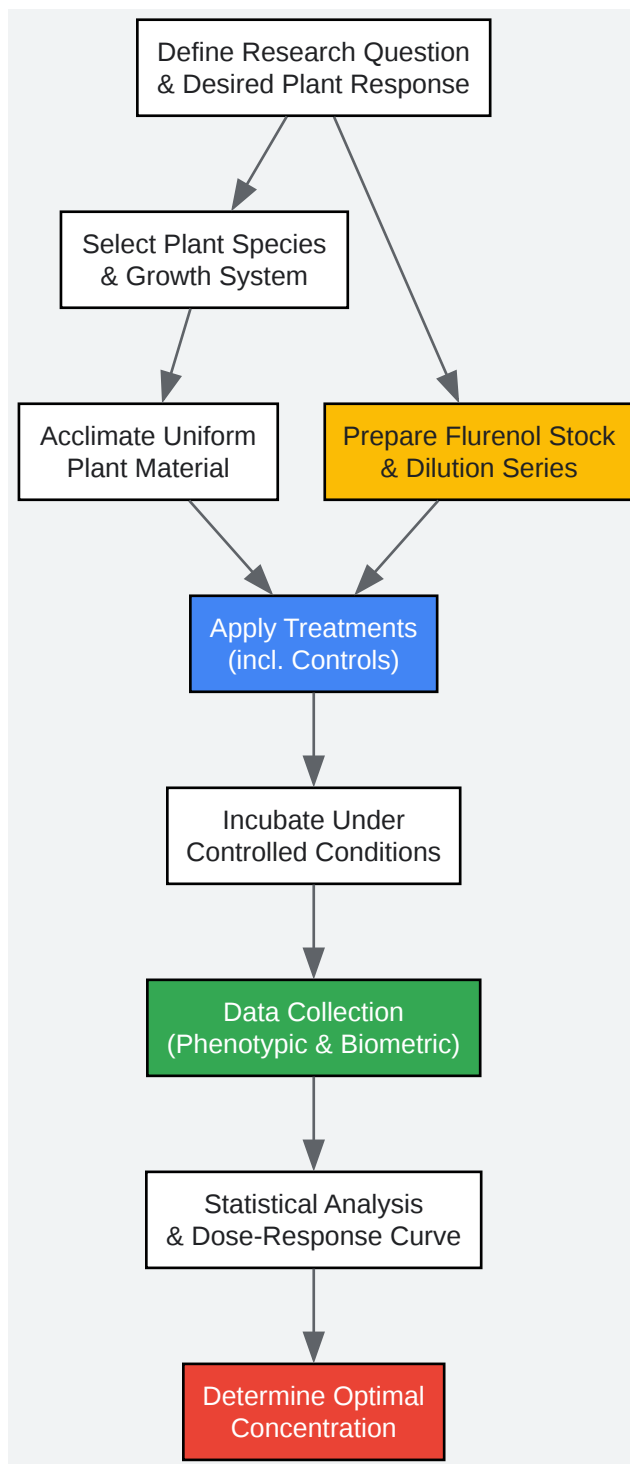 Define Research Question
& Desired Plant Response
Select Plant Species
& Growth System
Acclimate Uniform
Plant Material
Prepare Flurenol Stock
& Dilution Series
Apply Treatments
(incl. Controls)
Incubate Under
Controlled Conditions
Data Collection
(Phenotypic & Biometric)
Statistical Analysis
& Dose-Response Curve
Determine Optimal
Concentration